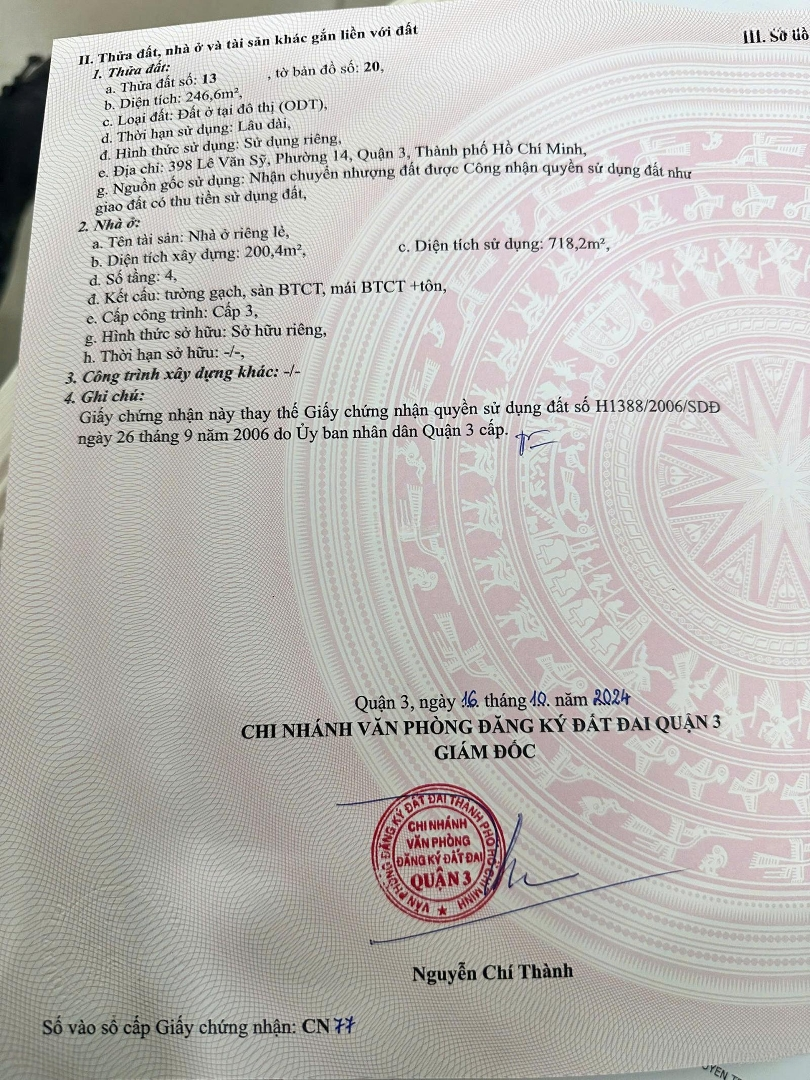 II. Thửa đất, nhà ở và tài sản khác gắn liền với đất
III. Sơ đồ
1. Thửa đất:
a. Thửa đất số: 13 , tờ bản đồ số: 20,
b. Diện tích: 246,6m²,
c. Loại đất: Đất ở tại đô thị (ODT),
d. Thời hạn sử dụng: Lâu dài,
đ. Hình thức sử dụng: Sử dụng riêng,
e. Địa chỉ: 398 Lê Văn Sỹ, Phường 14, Quận 3, Thành phố Hồ Chí Minh,
g. Nguồn gốc sử dụng: Nhận chuyển nhượng đất được Công nhận quyền sử dụng đất như
giao đất có thu tiền sử dụng đất,
2. Nhà ở:
a. Tên tài sản: Nhà ở riêng lẻ,
b. Diện tích xây dựng: 200,4m², c. Diện tích sử dụng: 718,2m²,
d. Số tầng: 4,
đ. Kết cấu: tường gạch, sàn BTCT, mái BTCT +tôn,
e. Cấp công trình: Cấp 3,
g. Hình thức sở hữu: Sở hữu riêng,
h. Thời hạn sở hữu: -/-,
3. Công trình xây dựng khác: -/-
4. Ghi chú:
Giấy chứng nhận này thay thế Giấy chứng nhận quyền sử dụng đất số H1388/2006/SDĐ
ngày 26 tháng 9 năm 2006 do Ủy ban nhân dân Quận 3 cấp.
Quận 3, ngày 16. tháng 10. năm 2024
CHI NHÁNH VĂN PHÒNG ĐĂNG KÝ ĐẤT ĐAI QUẬN 3
GIÁM ĐỐC
VĂN PHÒNG ĐĂNG KÝ ĐẤT ĐAI THÀNH PHỐ HỒ CHÍ MINH
CHI NHÁNH
VĂN PHÒNG
ĐĂNG KÝ ĐẤT ĐAI
QUẬN 3
Nguyễn Chí Thành
Số vào sổ cấp Giấy chứng nhận: CN 77